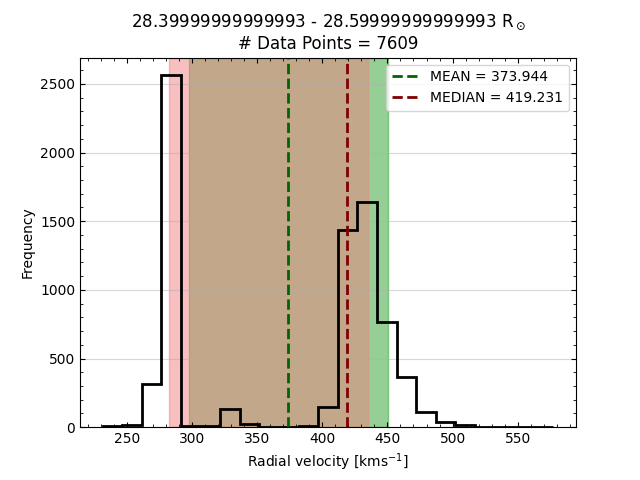 28.39999999999993 - 28.59999999999993 R⊙
# Data Points = 7609
MEAN = 373.944
MEDIAN = 419.231
2500
2000
1500
1000
500
0
Frequency
250 300 350 400 450 500 550
Radial velocity [kms⁻¹]